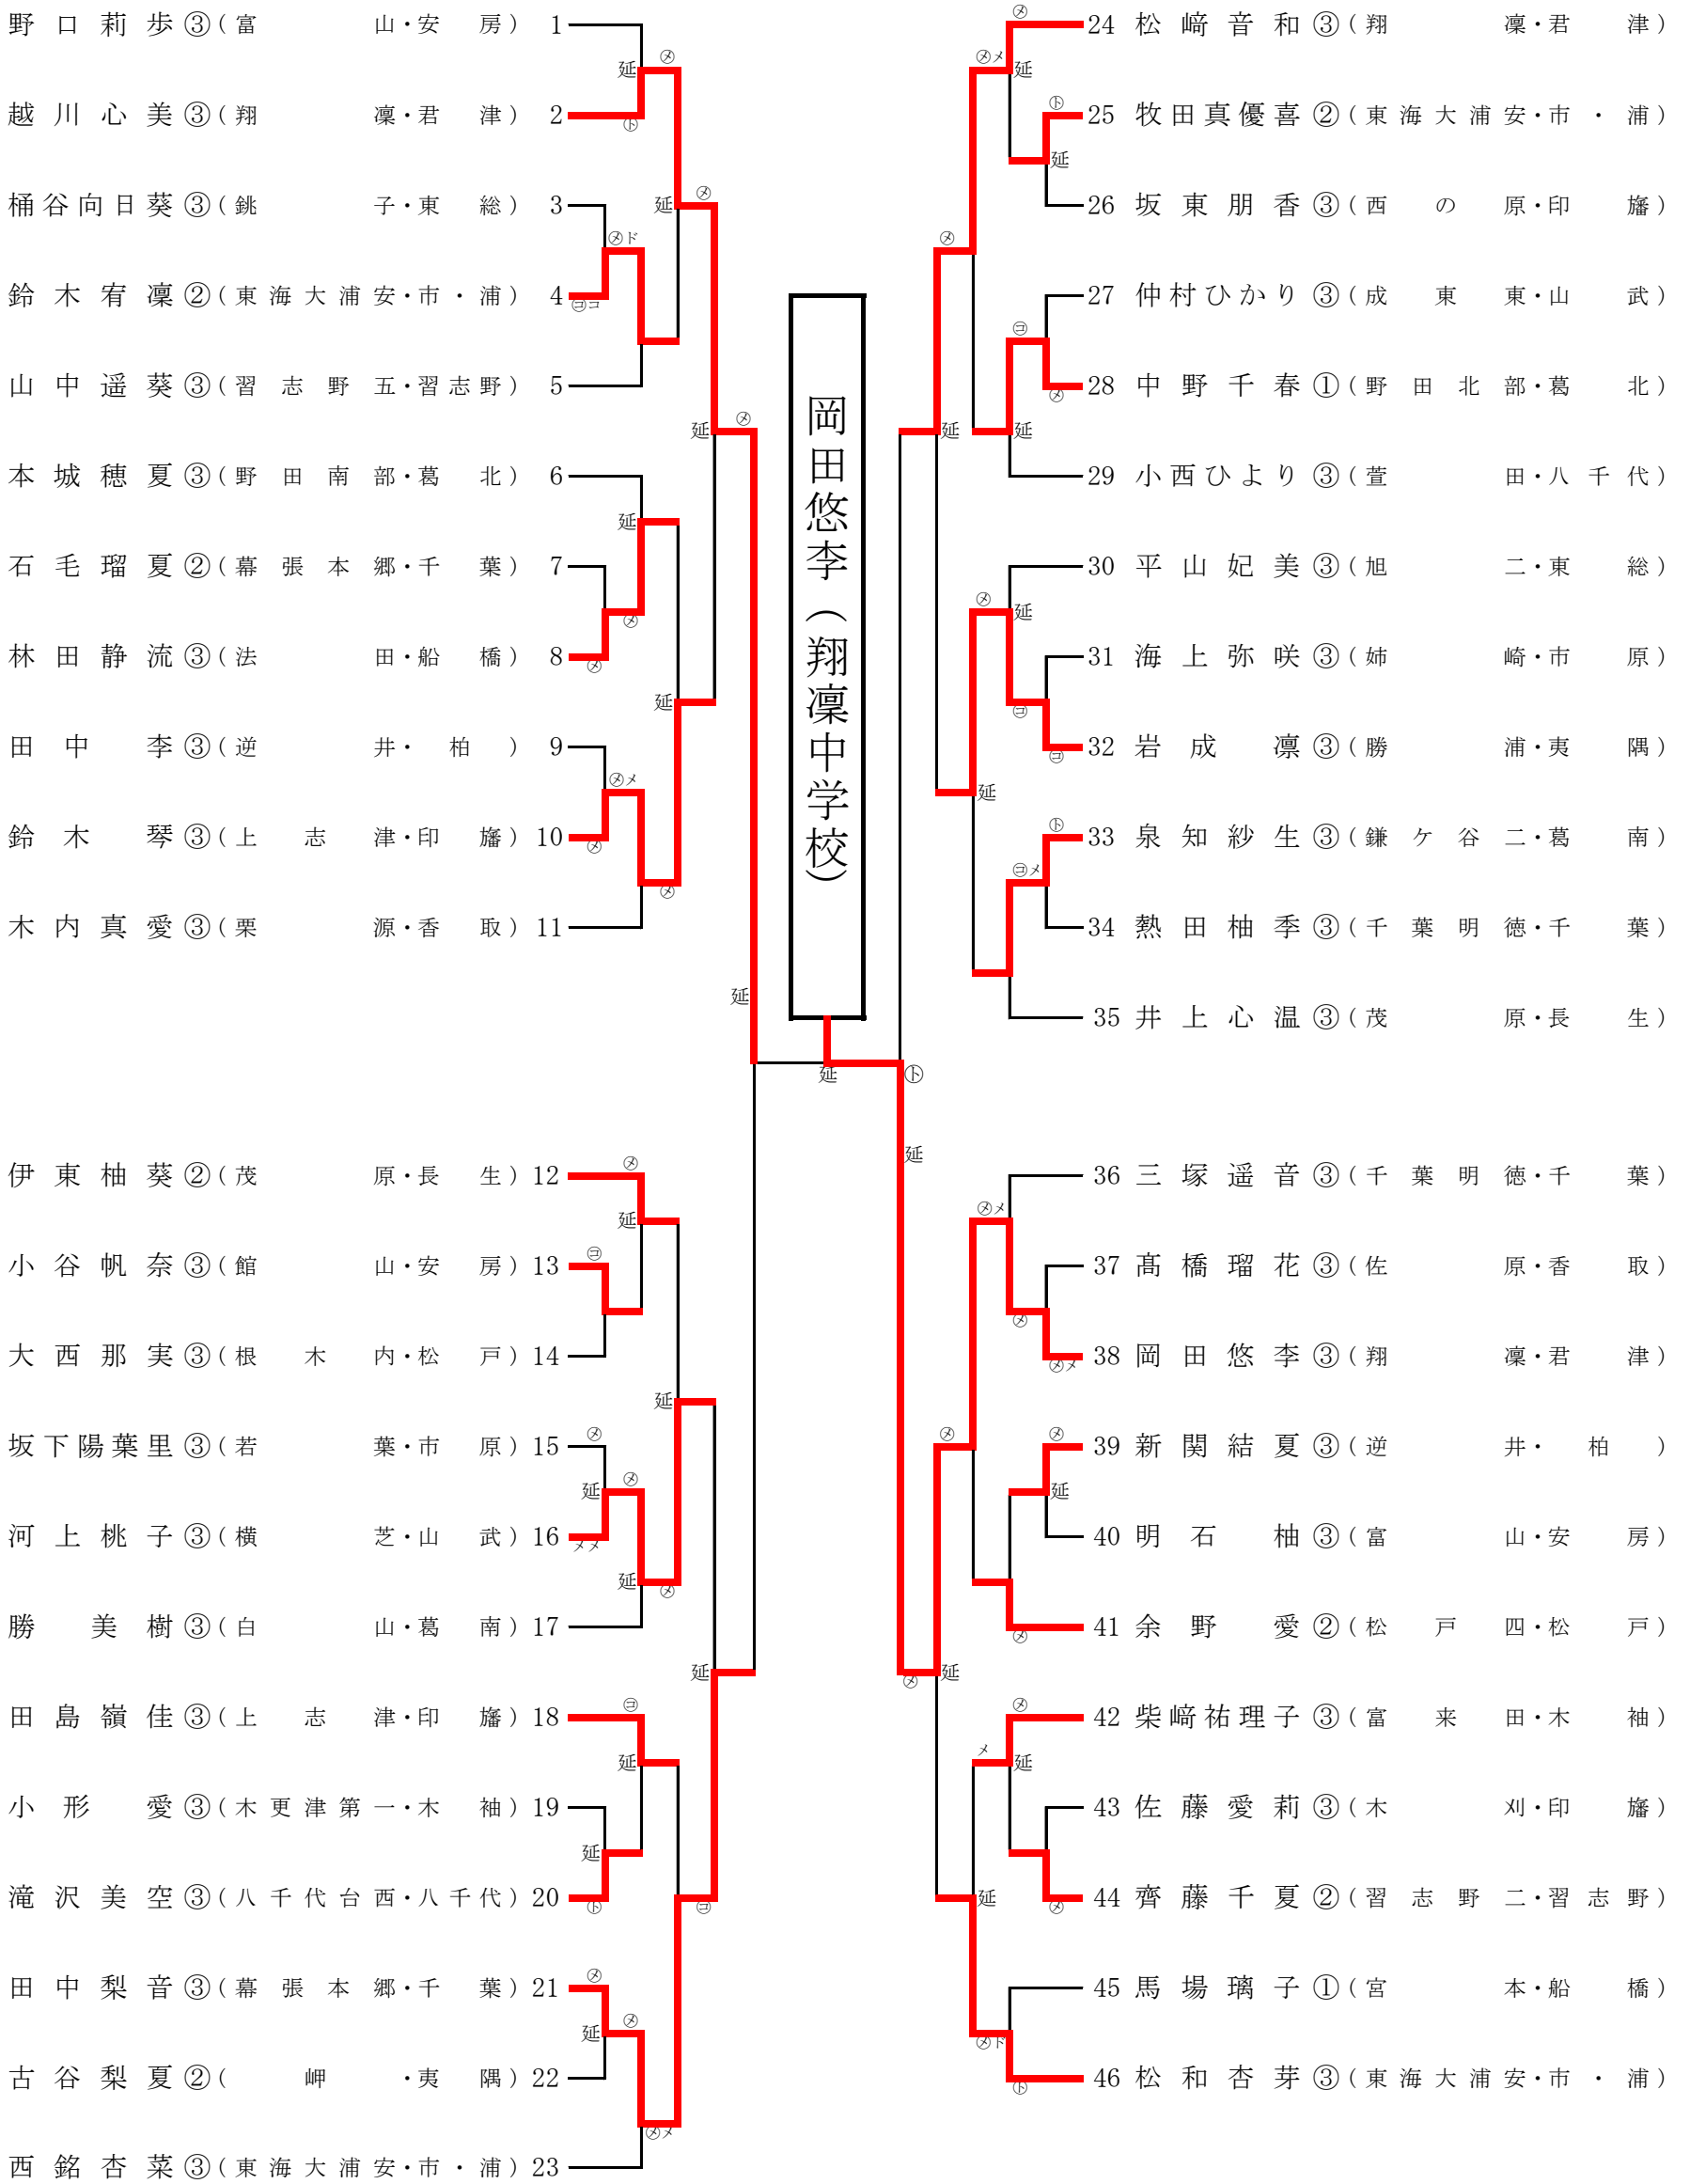 野口莉歩③(富山・安房) 1
越川心美③(翔凜・君津) 2
桶谷向日葵③(銚子・東総) 3
鈴木宥凜②(東海大浦安・市・浦) 4
山中遥葵③(習志野五・習志野) 5
本城穂夏③(野田南部・葛北) 6
石毛瑠夏②(幕張本郷・千葉) 7
林田静流③(法田・船橋) 8
田中李③(逆井・柏) 9
鈴木琴③(上志津・印旛) 10
木内真愛③(栗源・香取) 11
伊東柚葵②(茂原・長生) 12
小谷帆奈③(館山・安房) 13
大西那実③(根木内・松戸) 14
坂下陽葉里③(若葉・市原) 15
河上桃子③(横芝・山武) 16
勝美樹③(白山・葛南) 17
田島嶺佳③(上志津・印旛) 18
小形愛③(木更津第一・木袖) 19
滝沢美空③(八千代台西・八千代) 20
田中梨音③(幕張本郷・千葉) 21
古谷梨夏②(岬・夷隅) 22
西銘杏菜③(東海大浦安・市・浦) 23
岡田悠李(翔凜中学校)
24 松﨑音和③(翔凜・君津)
25 牧田真優喜②(東海大浦安・市・浦)
26 坂東朋香③(西の原・印旛)
27 仲村ひかり③(成東東・山武)
28 中野千春①(野田北部・葛北)
29 小西ひより③(萱田・八千代)
30 平山妃美③(旭二・東総)
31 海上弥咲③(姉崎・市原)
32 岩成凛③(勝浦・夷隅)
33 泉知紗生③(鎌ケ谷二・葛南)
34 熱田柚季③(千葉明徳・千葉)
35 井上心温③(茂原・長生)
36 三塚遥音③(千葉明徳・千葉)
37 髙橋瑠花③(佐原・香取)
38 岡田悠李③(翔凜・君津)
39 新関結夏③(逆井・柏)
40 明石柚③(富山・安房)
41 余野愛②(松戸四・松戸)
42 柴﨑祐理子③(富来田・木袖)
43 佐藤愛莉③(木刈・印旛)
44 齊藤千夏②(習志野二・習志野)
45 馬場璃子①(宮本・船橋)
46 松和杏芽③(東海大浦安・市・浦)